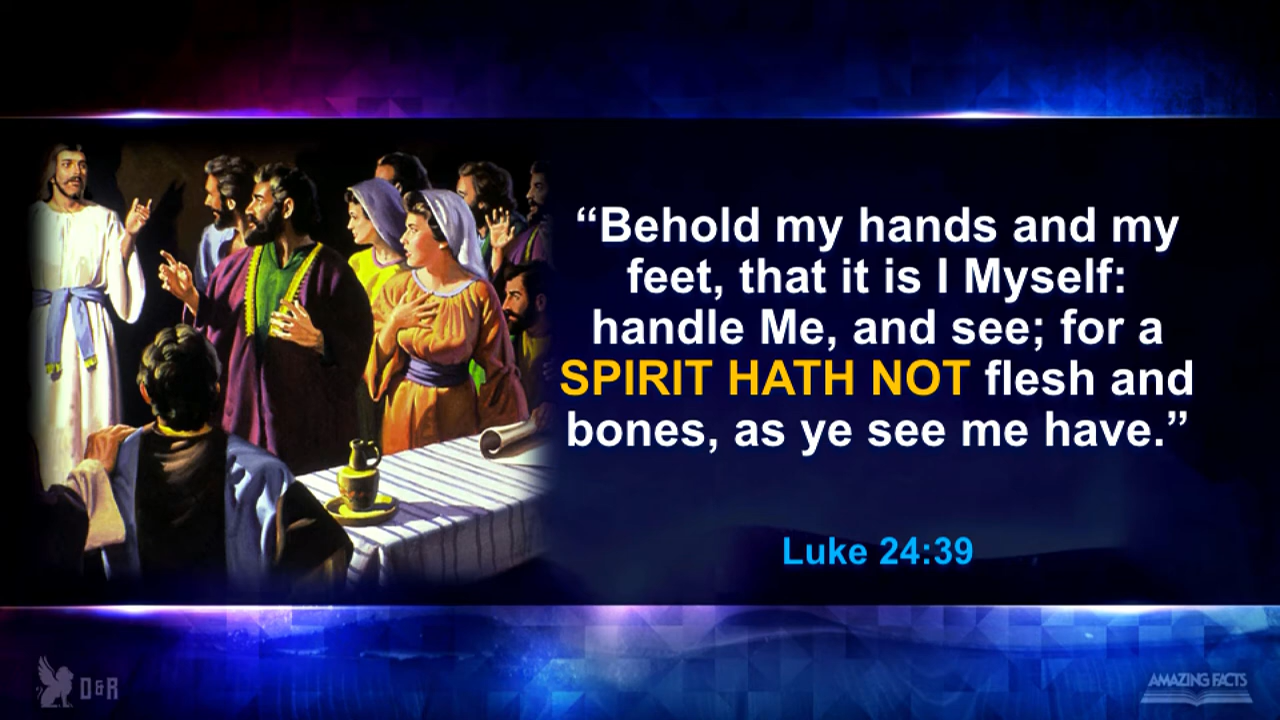 “Behold my hands and my
feet, that it is I Myself:
handle Me, and see; for a
SPIRIT HATH NOT flesh and
bones, as ye see me have.”
Luke 24:39
D&R
AMAZING FACTS